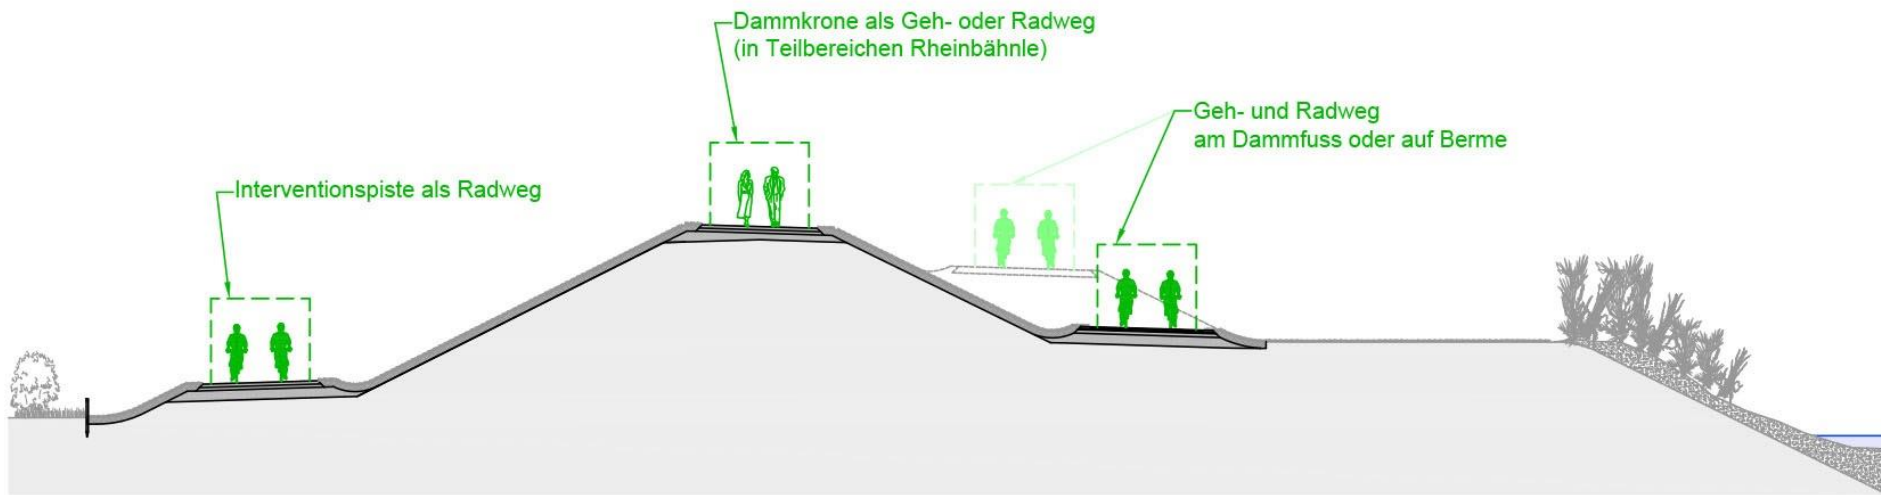 Dammkrone als Geh- oder Radweg
(in Teilbereichen Rheinbähnle)
Geh- und Radweg
am Dammfuss oder auf Berme
Interventionspiste als Radweg